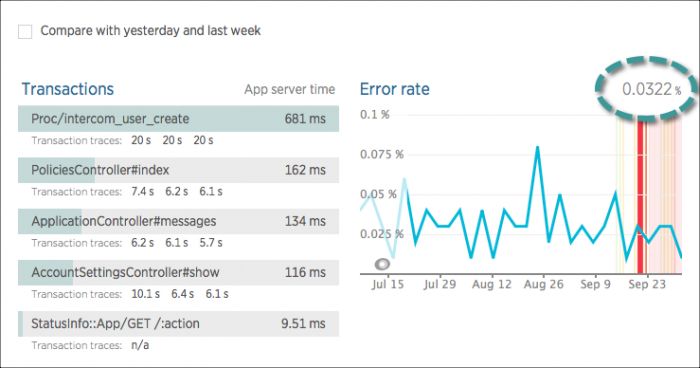 Compare with yesterday and last week
Transactions App server time
Proc/intercom_user_create 681 ms
Transaction traces: 20 s 20 s 20 s
PoliciesController#index 162 ms
Transaction traces: 7.4 s 6.2 s 6.1 s
ApplicationController#messages 134 ms
Transaction traces: 6.2 s 6.1 s 5.7 s
AccountSettingsController#show 116 ms
Transaction traces: 10.1 s 6.4 s 6.1 s
StatusInfo::App/GET /:action 9.51 ms
Transaction traces: n/a
Error rate 0.0322 %
0.1 %
0.075 %
0.05 %
0.025 %
Jul 15 Jul 29 Aug 12 Aug 26 Sep 9 Sep 23